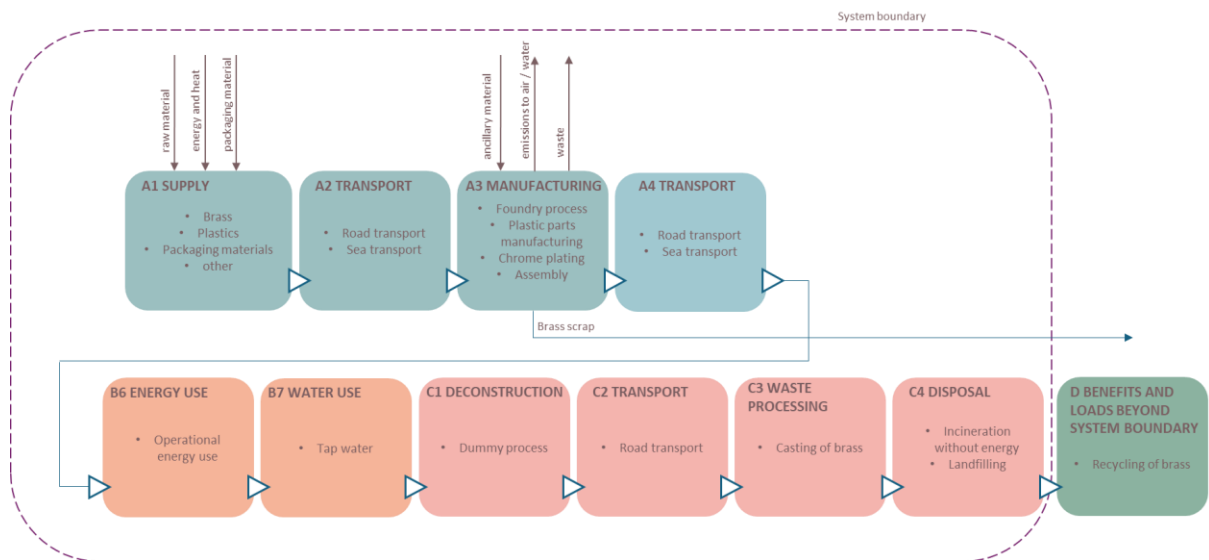 System boundary
raw material
energy and heat
packaging material
ancillary material
emissions to air / water
waste
A1 SUPPLY
• Brass
• Plastics
• Packaging materials
• other
A2 TRANSPORT
• Road transport
• Sea transport
A3 MANUFACTURING
• Foundry process
• Plastic parts
manufacturing
• Chrome plating
• Assembly
A4 TRANSPORT
• Road transport
• Sea transport
Brass scrap
B6 ENERGY USE
• Operational
energy use
B7 WATER USE
• Tap water
C1 DECONSTRUCTION
• Dummy process
C2 TRANSPORT
• Road transport
C3 WASTE
PROCESSING
• Casting of brass
C4 DISPOSAL
• Incineration
without energy
• Landfilling
D BENEFITS AND
LOADS BEYOND
SYSTEM BOUNDARY
• Recycling of brass